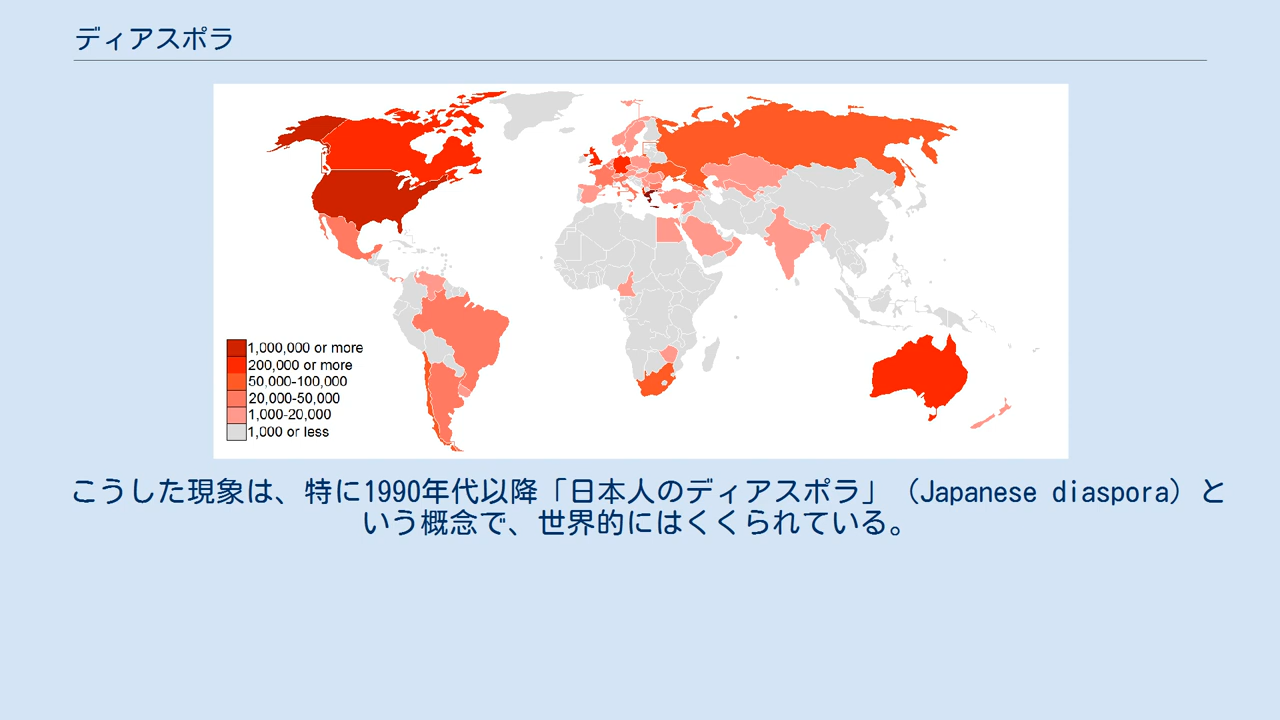 ディアスポラ
1,000,000 or more
200,000 or more
50,000-100,000
20,000-50,000
1,000-20,000
1,000 or less
こうした現象は、特に1990年代以降「日本人のディアスポラ」（Japanese diaspora）と
いう概念で、世界的にはくくられている。